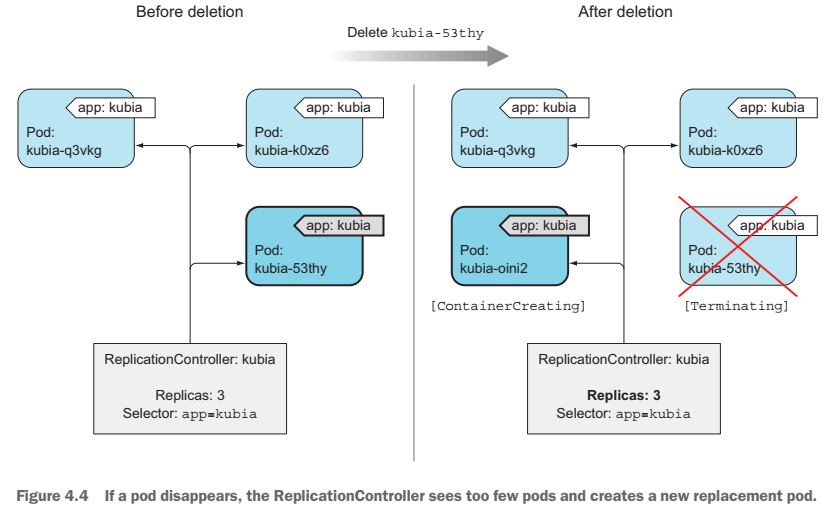 Before deletion
After deletion
Delete kubia-53thy
app: kubia
Pod:
kubia-q3vkg
app: kubia
Pod:
kubia-k0xz6
app: kubia
Pod:
kubia-53thy
ReplicationController: kubia
Replicas: 3
Selector: app=kubia
app: kubia
Pod:
kubia-q3vkg
app: kubia
Pod:
kubia-k0xz6
app: kubia
Pod:
kubia-oini2
[ContainerCreating]
app: kubia
Pod:
kubia-53thy
[Terminating]
ReplicationController: kubia
Replicas: 3
Selector: app=kubia
Figure 4.4 If a pod disappears, the ReplicationController sees too few pods and creates a new replacement pod.